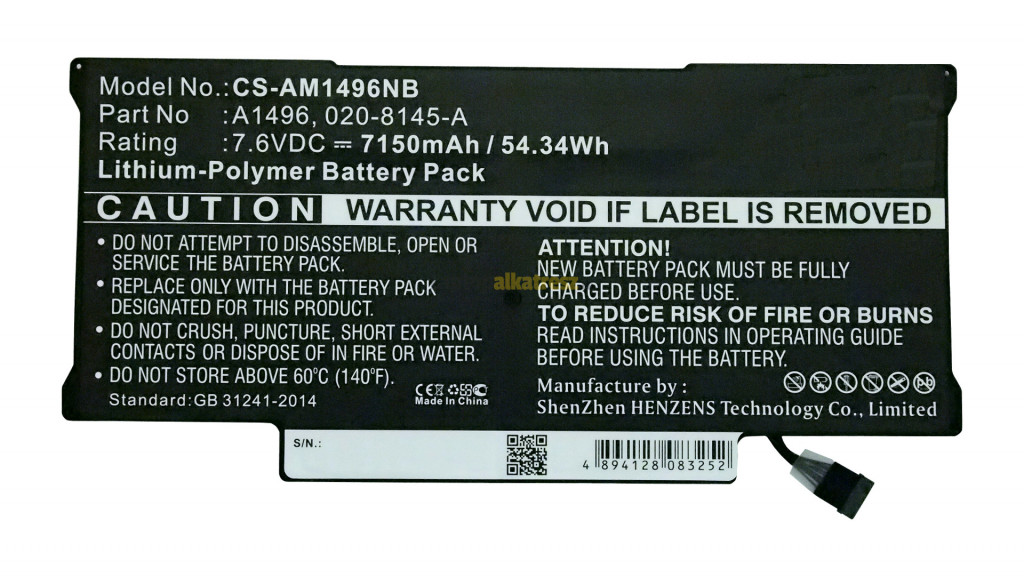 Model No.:CS-AM1496NB
Part No :A1496, 020-8145-A
Rating :7.6VDC ⎓ 7150mAh / 54.34Wh
Lithium-Polymer Battery Pack
CAUTION WARRANTY VOID IF LABEL IS REMOVED
• DO NOT ATTEMPT TO DISASSEMBLE, OPEN OR
SERVICE THE BATTERY PACK.
• REPLACE ONLY WITH THE BATTERY PACK
DESIGNATED FOR THIS PRODUCT.
• DO NOT CRUSH, PUNCTURE, SHORT EXTERNAL
CONTACTS OR DISPOSE OF IN FIRE OR WATER.
• DO NOT STORE ABOVE 60°C (140°F).
Standard:GB 31241-2014
CE
Made In China
ATTENTION!
NEW BATTERY PACK MUST BE FULLY
CHARGED BEFORE USE.
TO REDUCE RISK OF FIRE OR BURNS
READ INSTRUCTIONS IN OPERATING GUIDE
BEFORE USING THE BATTERY.
Manufacture by :
ShenZhen HENZENS Technology Co., Limited
alkatresz
S/N.:
4 894128 083252